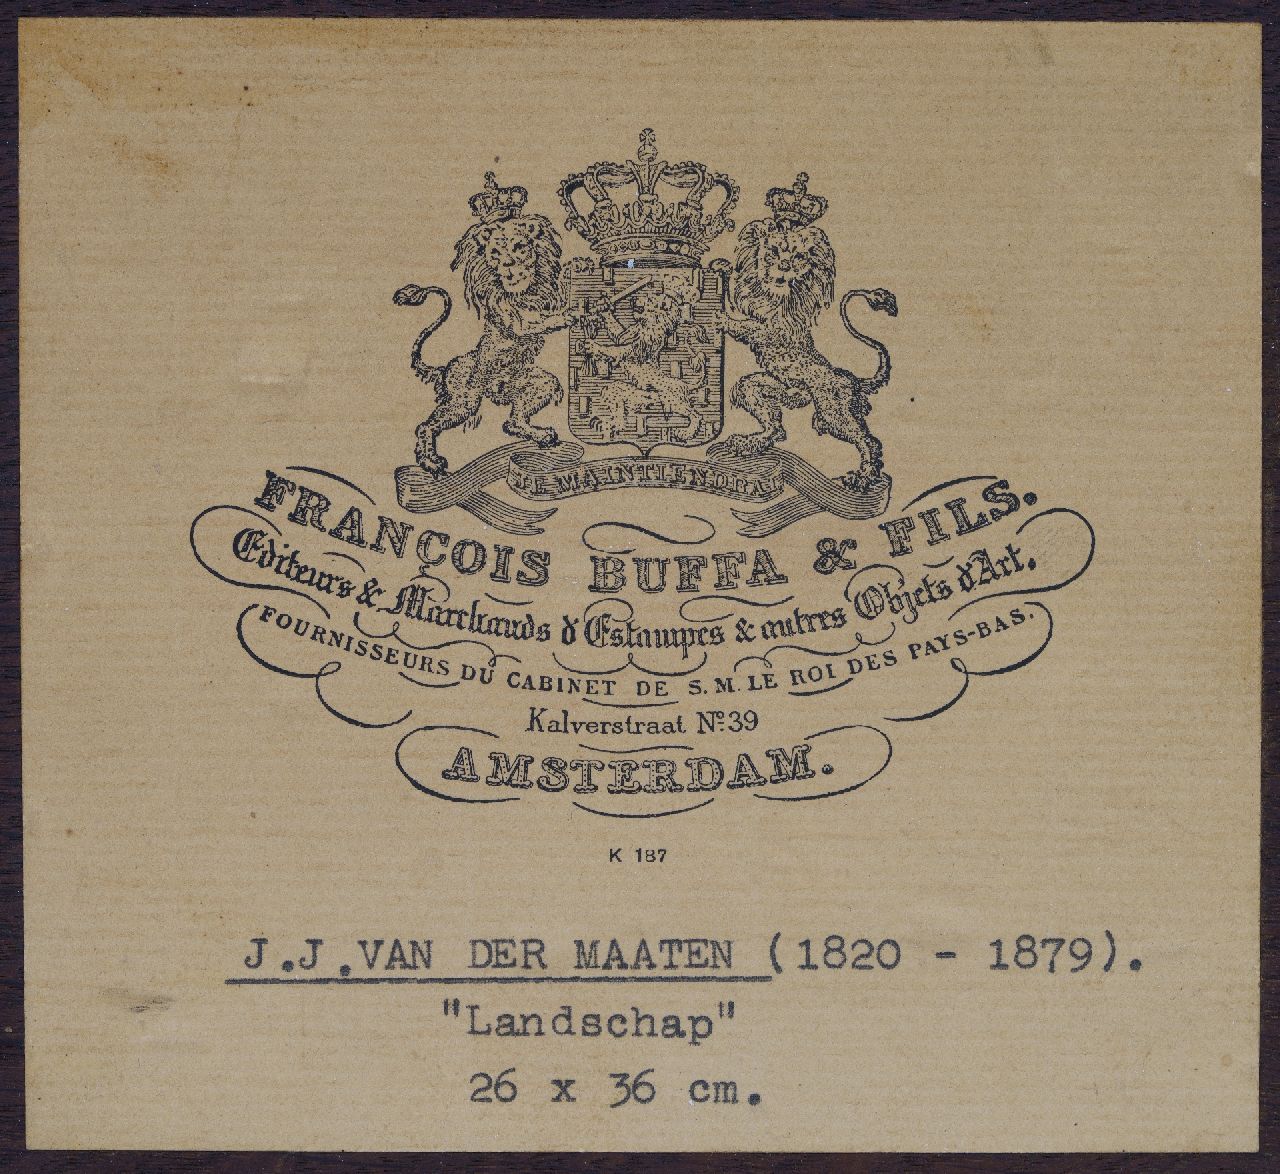 JE MAINTIENDRAI
FRANÇOIS BUFFA & FILS.
Editeurs & Marchands d'Estampes & autres Objets d'Art.
FOURNISSEURS DU CABINET DE S.M. LE ROI DES PAYS-BAS.
Kalverstraat No. 39
AMSTERDAM.
K 187
J.J.VAN DER MAATEN (1820 - 1879).
"Landschap"
26 x 36 cm.